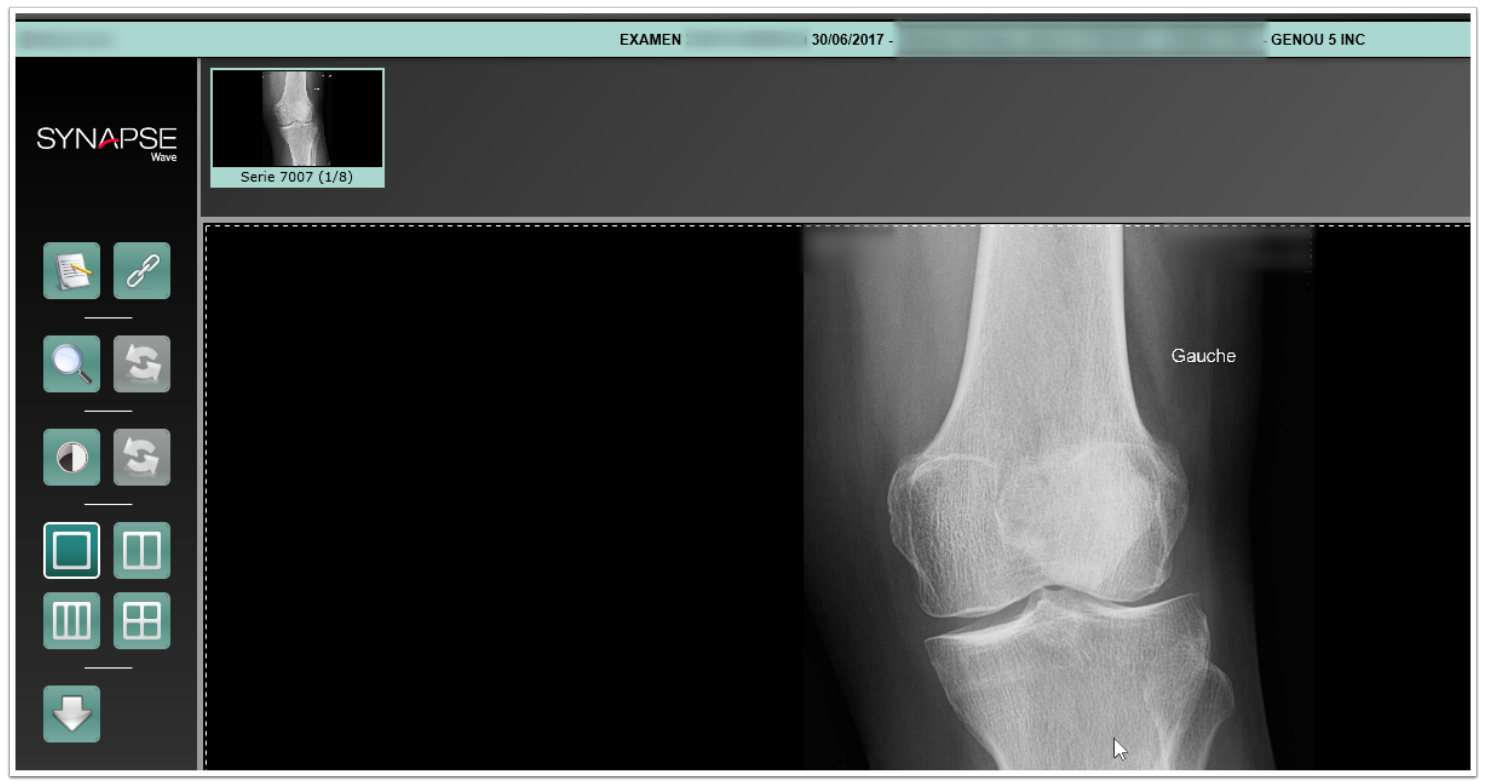 EXAMEN 30/06/2017 - - GENOU 5 INC
SYNAPSE
Wave
Serie 7007 (1/8)
Gauche